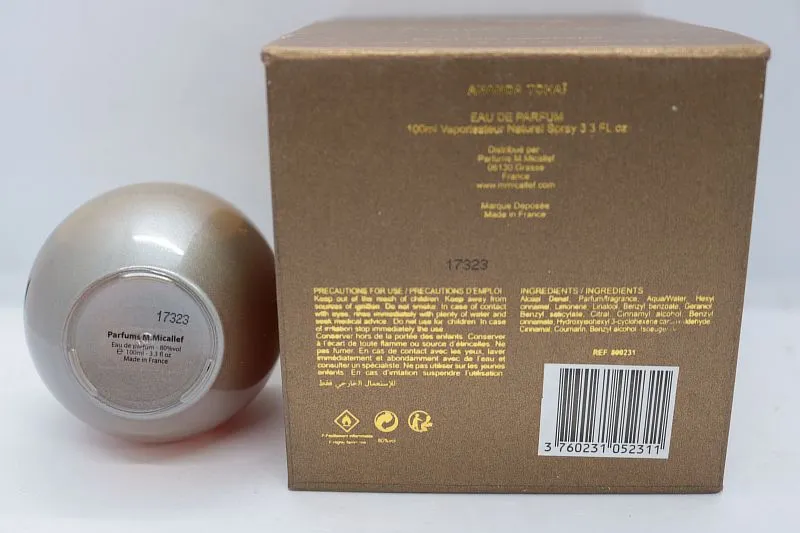 17323
Parfums M.Micallef
Eau de parfum - 80%vol
℮ 100ml - 3.3 fl oz
Made in France
ANANDA TCHAÏ
EAU DE PARFUM
100ml Vaporisateur Naturel Spray 3 3 FL oz
Distribué par
Parfums M.Micallef
06130 Grasse
France
www.mmicallef.com
Marque Déposée
Made in France
17323
PRECAUTIONS FOR USE / PRECAUTIONS D'EMPLOI
Keep out of the reach of children. Keep away from
sources of ignition. Do not smoke. In case of contact
with eyes, rinse immediately with plenty of water and
seek medical advice. Do not use for children. In case
of irritation stop immediately the use.
Conserver hors de la portée des enfants. Conserver
à l'écart de toute flamme ou source d'étincelles. Ne
pas fumer. En cas de contact avec les yeux, laver
immédiatement et abondamment avec de l'eau et
consulter un spécialiste. Ne pas utiliser sur les jeunes
enfants. En cas d'irritation suspendre l'utilisation.
للإستعمال الخارجي فقط
80%vol
INGREDIENTS / INGREDIENTS
Alcool Denat, Parfum/fragrance, Aqua/Water, Hexyl
cinnamal, Limonene Linalool, Benzyl benzoate, Geraniol
Benzyl salicylate, Citral, Cinnamyl alcohol, Benzyl
cinnamate, Hydroxyisohexyl 3-cyclohexene
Cinnamal, Coumarin, Benzyl alcohol
REF 800231
3 760231 052311